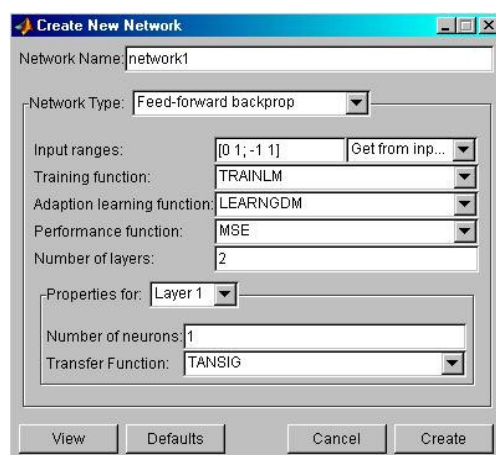 Create New Network
Network Name: network1
Network Type: Feed-forward backprop
Input ranges: [0 1; -1 1] Get from inp...
Training function: TRAINLM
Adaption learning function: LEARNGDM
Performance function: MSE
Number of layers: 2
Properties for: Layer 1
Number of neurons: 1
Transfer Function: TANSIG
View Defaults Cancel Create